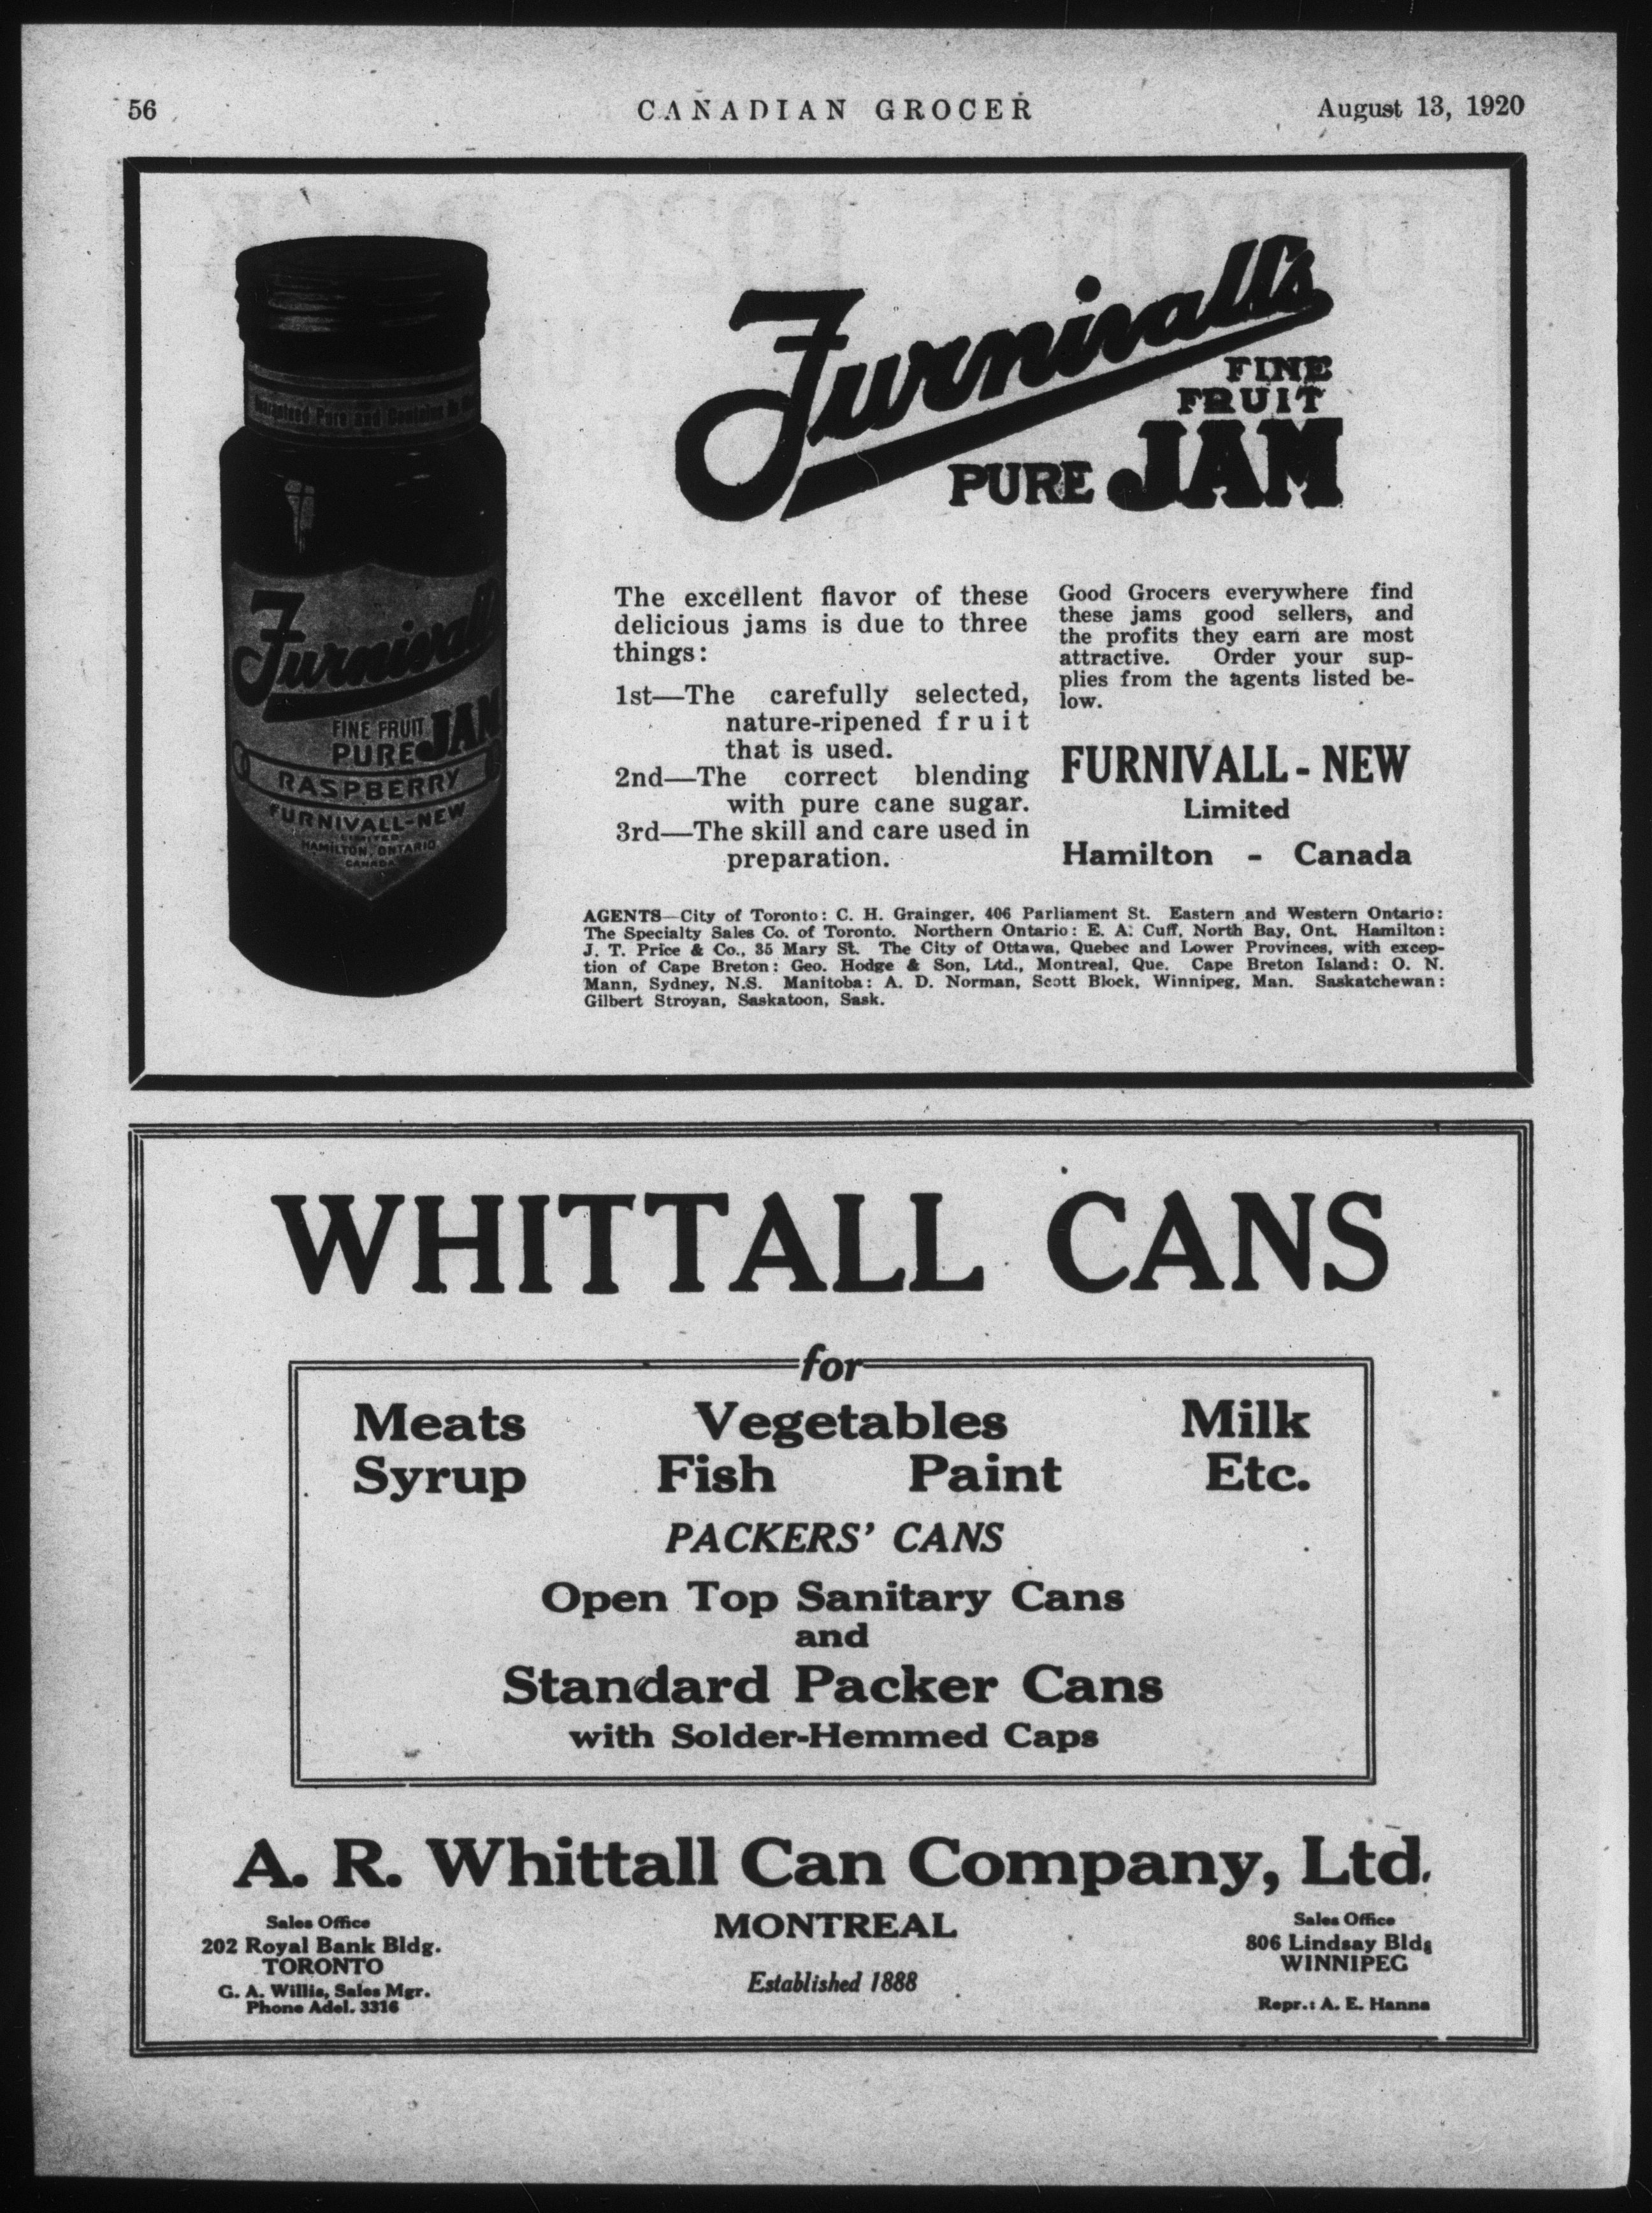 56
CANADIAN GROCER
August 13, 1920
Guaranteed Pure and Contains
Furnivall
FINE FRUIT
PURE JAM
RASPBERRY
FURNIVALL-NEW
LIMITED
HAMILTON, ONTARIO
CANADA
Furnivall's
FINE
FRUIT
PURE JAM
The excellent flavor of these
delicious jams is due to three
things:
1st—The carefully selected,
nature-ripened fruit
that is used.
2nd—The correct blending
with pure cane sugar.
3rd—The skill and care used in
preparation.
Good Grocers everywhere find
these jams good sellers, and
the profits they earn are most
attractive. Order your sup-
plies from the agents listed be-
low.
FURNIVALL - NEW
Limited
Hamilton - Canada
AGENTS—City of Toronto: C. H. Grainger, 406 Parliament St. Eastern and Western Ontario:
The Specialty Sales Co. of Toronto. Northern Ontario: E. A. Cuff, North Bay, Ont. Hamilton:
J. T. Price & Co., 35 Mary St. The City of Ottawa, Quebec and Lower Provinces, with excep-
tion of Cape Breton: Geo. Hodge & Son, Ltd., Montreal, Que. Cape Breton Island: O. N.
Mann, Sydney, N.S. Manitoba: A. D. Norman, Scott Block, Winnipeg, Man. Saskatchewan:
Gilbert Stroyan, Saskatoon, Sask.
WHITTALL CANS
for
Meats Vegetables Milk
Syrup Fish Paint Etc.
PACKERS' CANS
Open Top Sanitary Cans
and
Standard Packer Cans
with Solder-Hemmed Caps
A. R. Whittall Can Company, Ltd.
Sales Office
202 Royal Bank Bldg.
TORONTO
G. A. Willis, Sales Mgr.
Phone Adel. 3316
MONTREAL
Established 1888
Sales Office
806 Lindsay Bldg
WINNIPEG
Repr.: A. E. Hanna